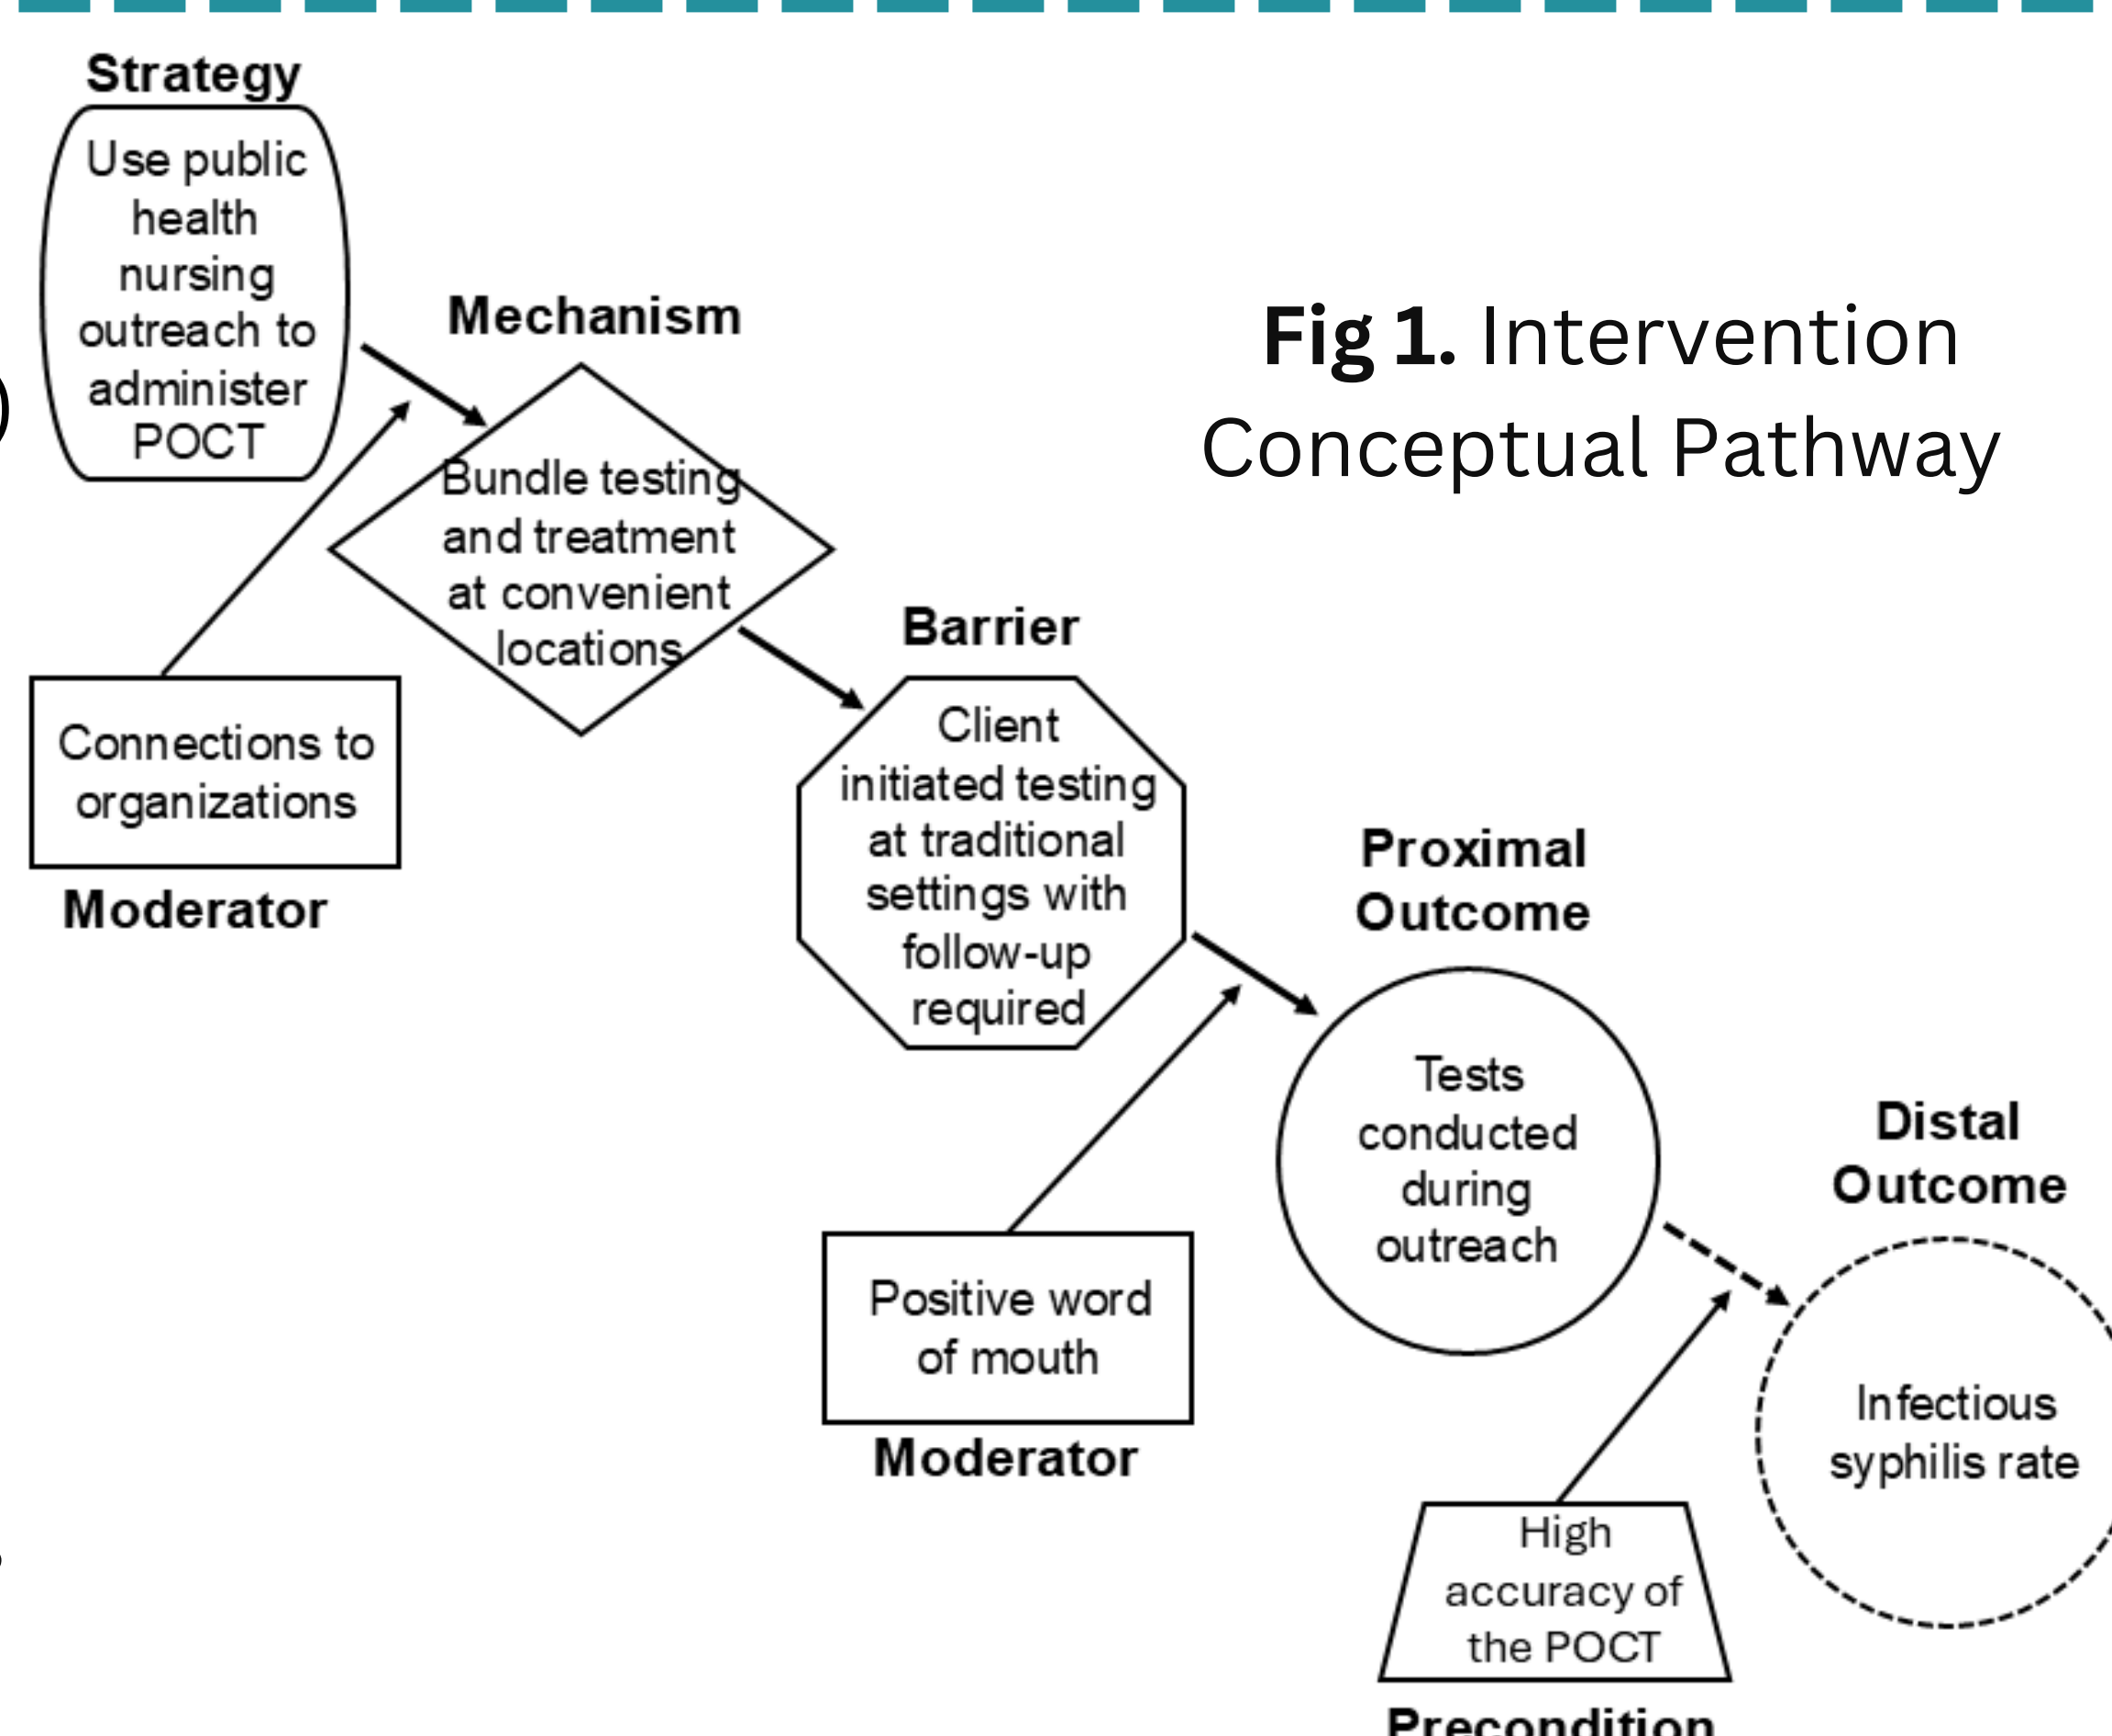 Strategy
Use public
health
nursing
outreach to
administer
POCT
Mechanism
Bundle testing
and treatment
at convenient
locations
Fig 1. Intervention
Conceptual Pathway
Connections to
organizations
Moderator
Barrier
Client
initiated testing
at traditional
settings with
follow-up
required
Proximal
Outcome
Tests
conducted
during
outreach
Positive word
of mouth
Moderator
Distal
Outcome
Infectious
syphilis rate
High
accuracy of
the POCT
Precondition